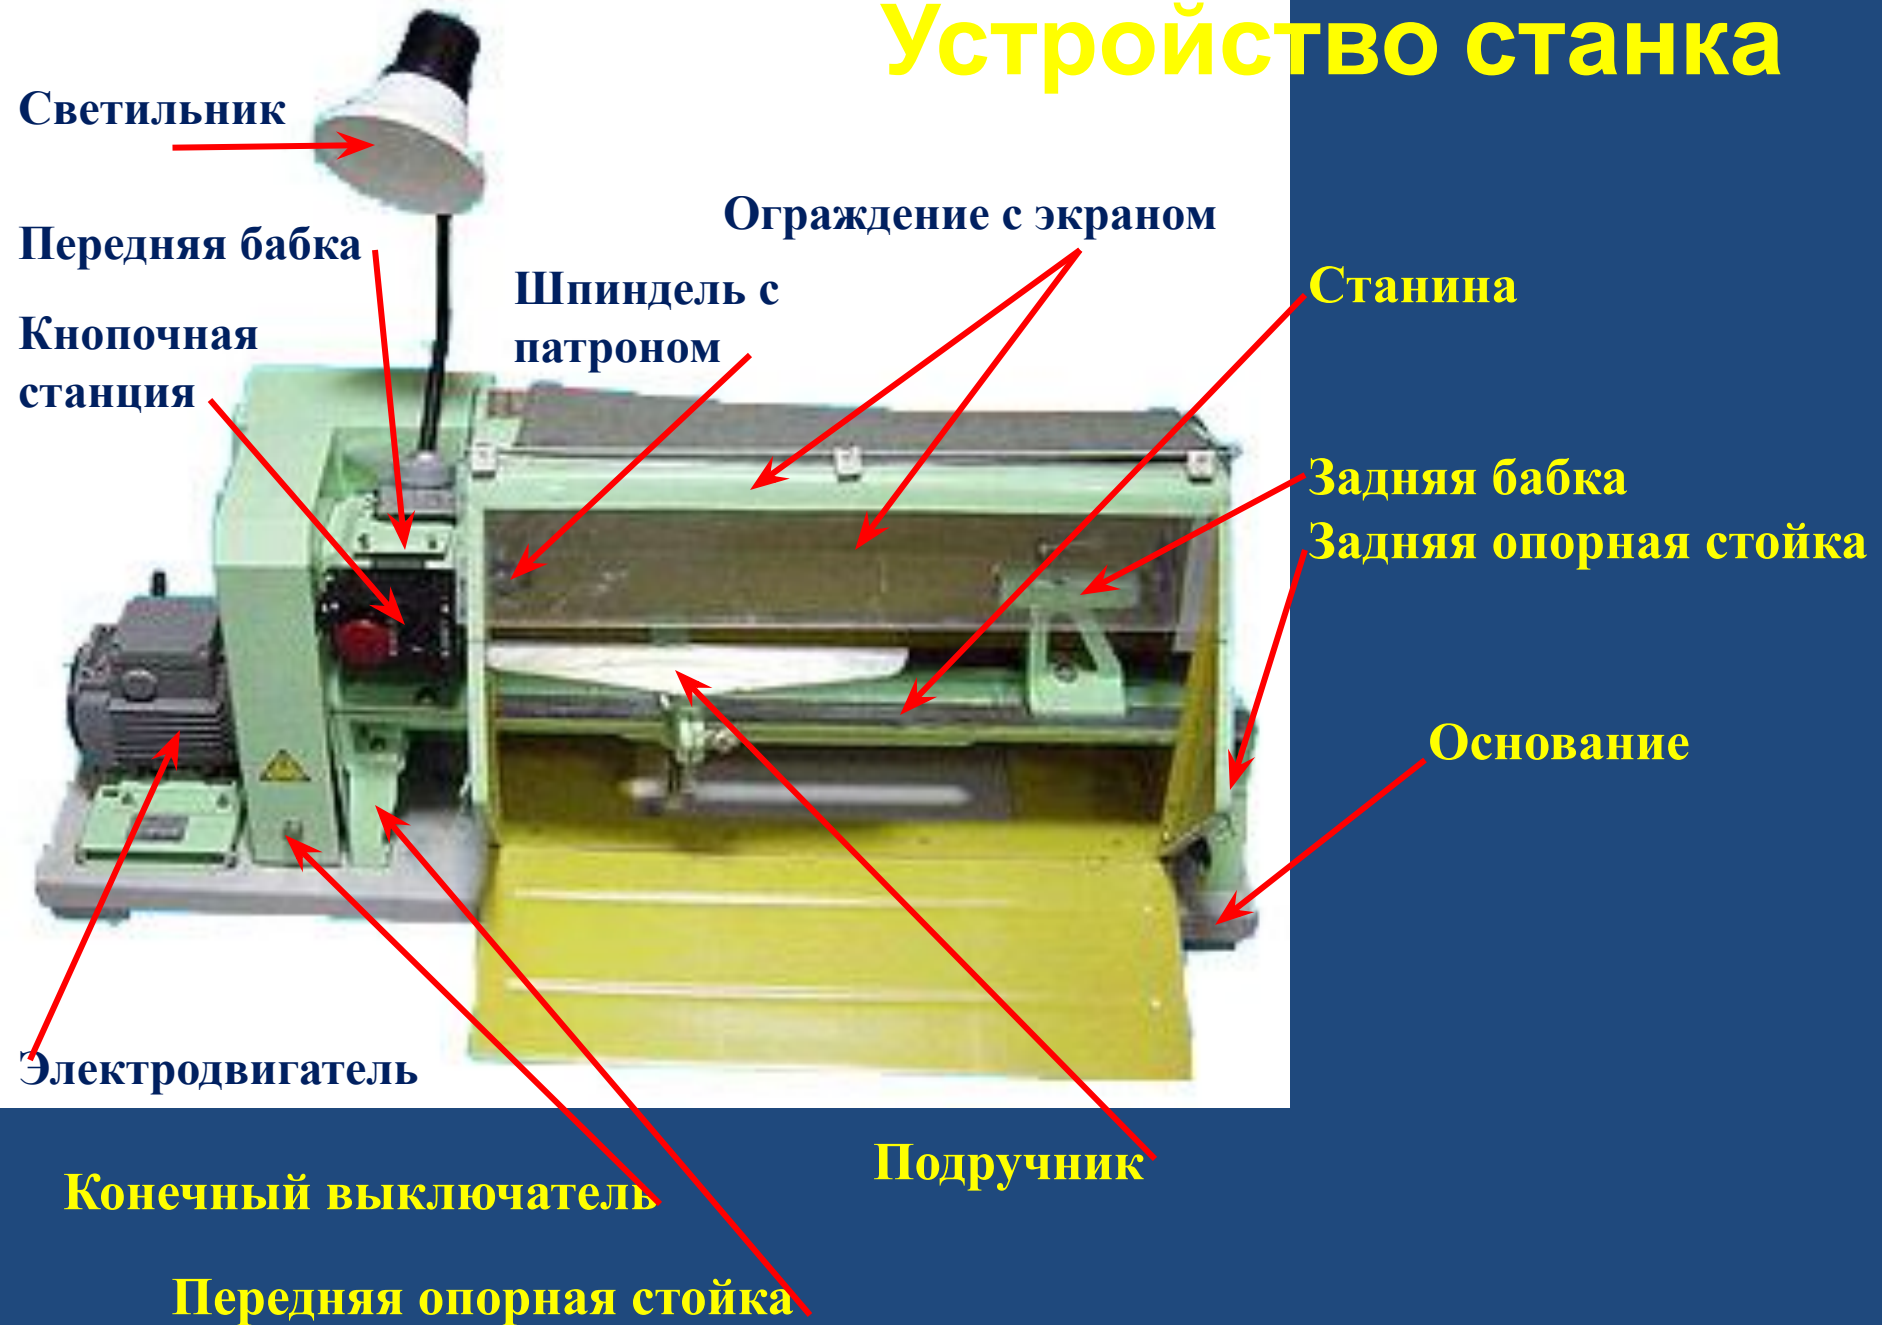 Устройство станка
Светильник
Ограждение с экраном
Передняя бабка
Шпиндель с
патроном
Станина
Кнопочная
станция
Задняя бабка
Задняя опорная стойка
Основание
Электродвигатель
Подручник
Конечный выключатель
Передняя опорная стойка